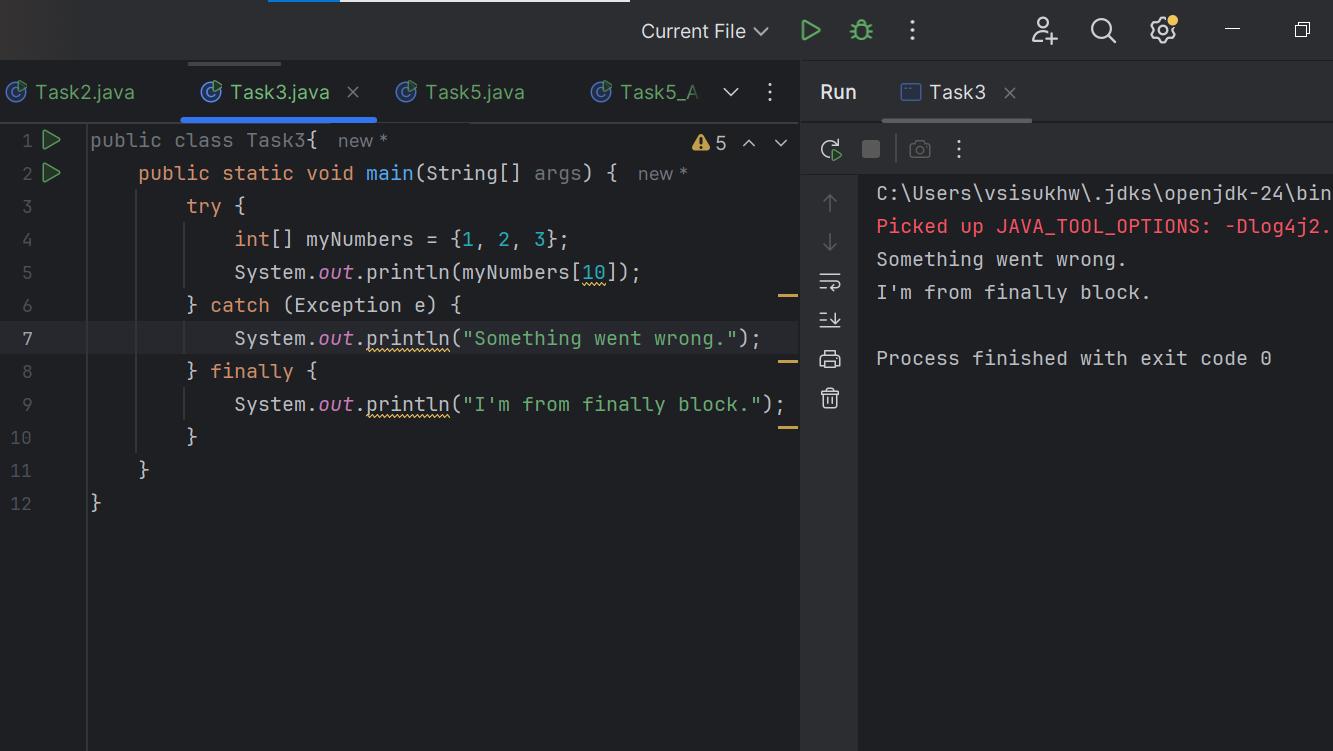 Current File
Task2.java
Task3.java
Task5.java
Task5_A
Run
Task3
1 public class Task3{ new *
5
2 public static void main(String[] args) { new *
3 try {
4 int[] myNumbers = {1, 2, 3};
5 System.out.println(myNumbers[10]);
6 } catch (Exception e) {
7 System.out.println("Something went wrong.");
8 } finally {
9 System.out.println("I'm from finally block.");
10 }
11 }
12 }
C:\Users\vsisukhw\.jdks\openjdk-24\bin
Picked up JAVA_TOOL_OPTIONS: -Dlog4j2.
Something went wrong.
I'm from finally block.
Process finished with exit code 0